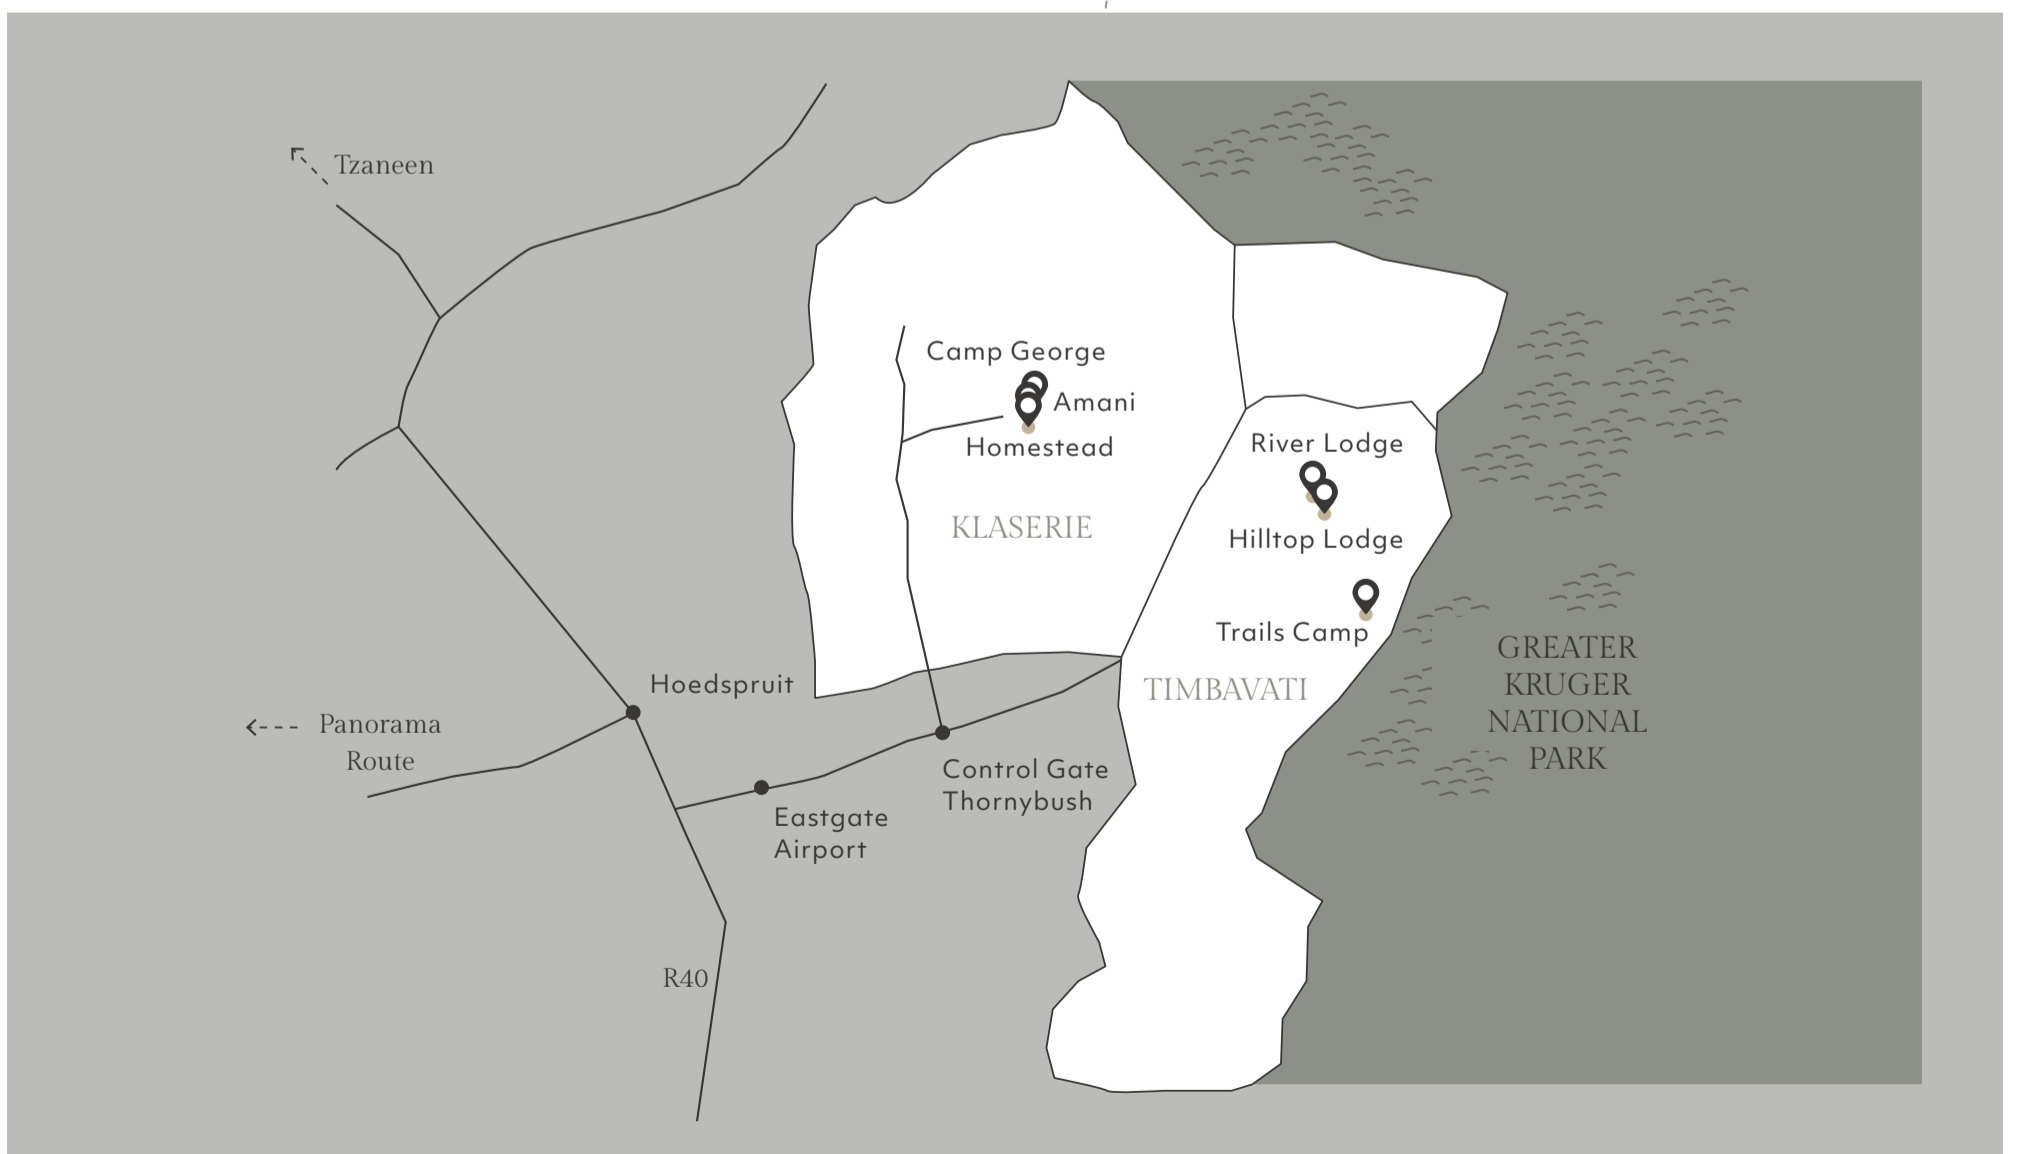 Tzaneen
Camp George
Amani
Homestead
River Lodge
KLASERIE
Hilltop Lodge
Trails Camp
GREATER
KRUGER
NATIONAL
PARK
Hoedspruit
TIMBAVATI
Panorama
Route
Control Gate
Thornybush
Eastgate
Airport
R40